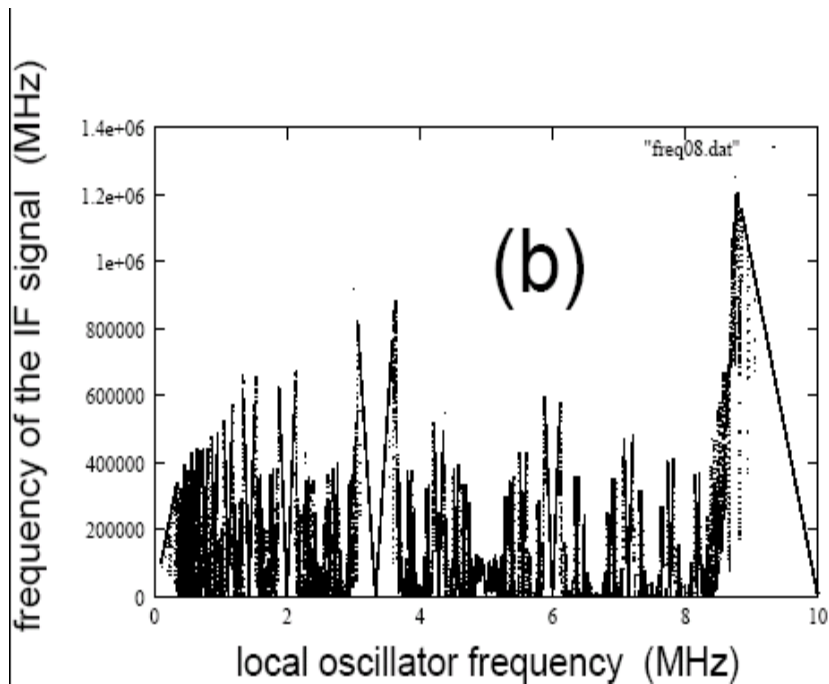 frequency of the IF signal (MHz)
1.4e+06
1.2e+06
1e+06
800000
600000
400000
200000
0
"freq08.dat"
(b)
0 2 4 6 8 10
local oscillator frequency (MHz)